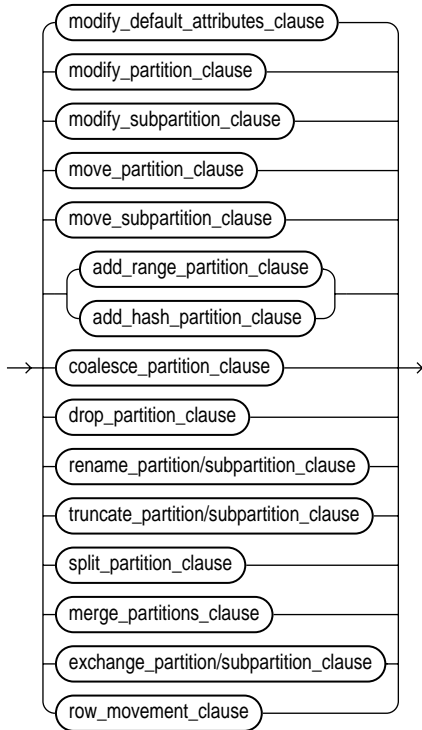 modify_default_attributes_clause
modify_partition_clause
modify_subpartition_clause
move_partition_clause
move_subpartition_clause
add_range_partition_clause
add_hash_partition_clause
coalesce_partition_clause
drop_partition_clause
rename_partition/subpartition_clause
truncate_partition/subpartition_clause
split_partition_clause
merge_partitions_clause
exchange_partition/subpartition_clause
row_movement_clause